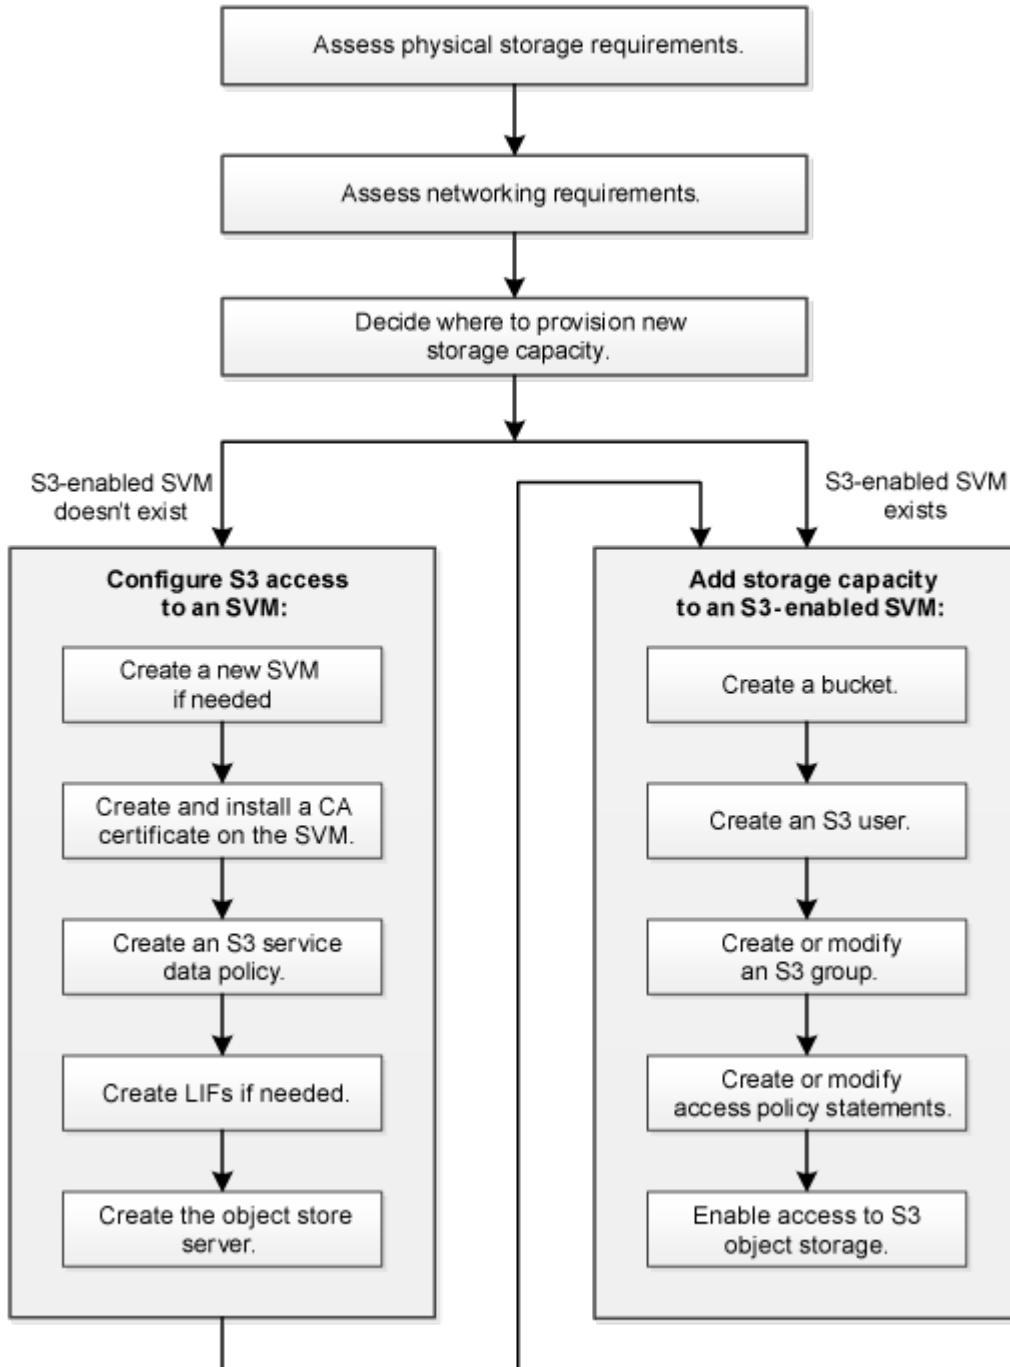 Assess physical storage requirements.
Assess networking requirements.
Decide where to provision new
storage capacity.
S3-enabled SVM
doesn't exist
S3-enabled SVM
exists
Configure S3 access
to an SVM:
Create a new SVM
if needed
Create and install a CA
certificate on the SVM.
Create an S3 service
data policy.
Create LIFs if needed.
Create the object store
server.
Add storage capacity
to an S3-enabled SVM:
Create a bucket.
Create an S3 user.
Create or modify
an S3 group.
Create or modify
access policy statements.
Enable access to S3
object storage.